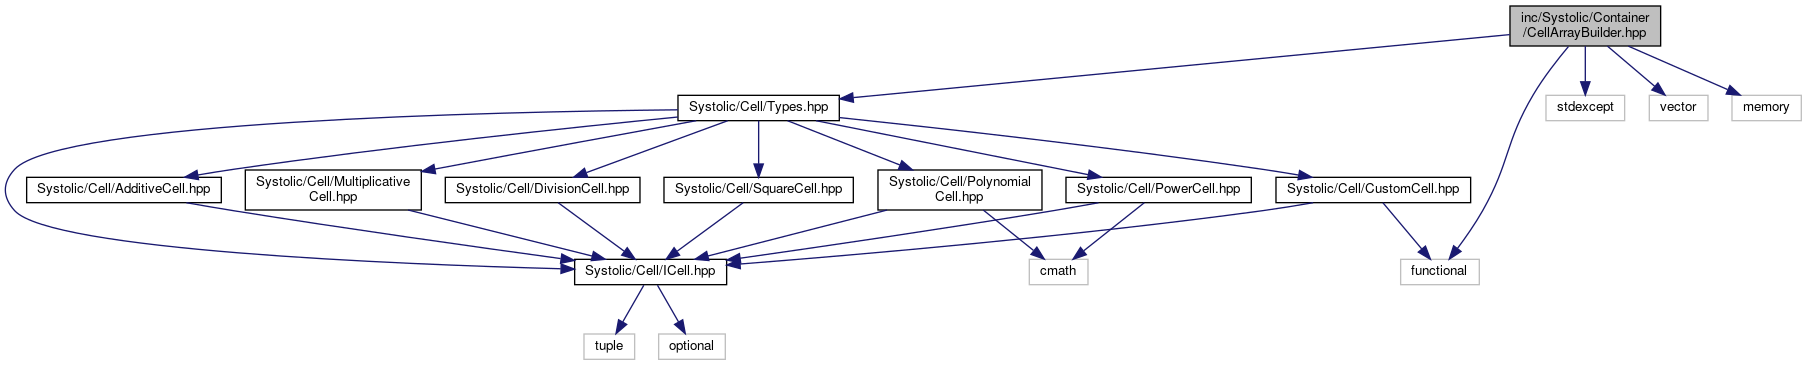 inc/Systolic/Container
/CellArrayBuilder.hpp
Systolic/Cell/Types.hpp
stdexcept
vector
memory
Systolic/Cell/AdditiveCell.hpp
Systolic/Cell/Multiplicative
Cell.hpp
Systolic/Cell/DivisionCell.hpp
Systolic/Cell/SquareCell.hpp
Systolic/Cell/Polynomial
Cell.hpp
Systolic/Cell/PowerCell.hpp
Systolic/Cell/CustomCell.hpp
Systolic/Cell/ICell.hpp
cmath
functional
tuple
optional